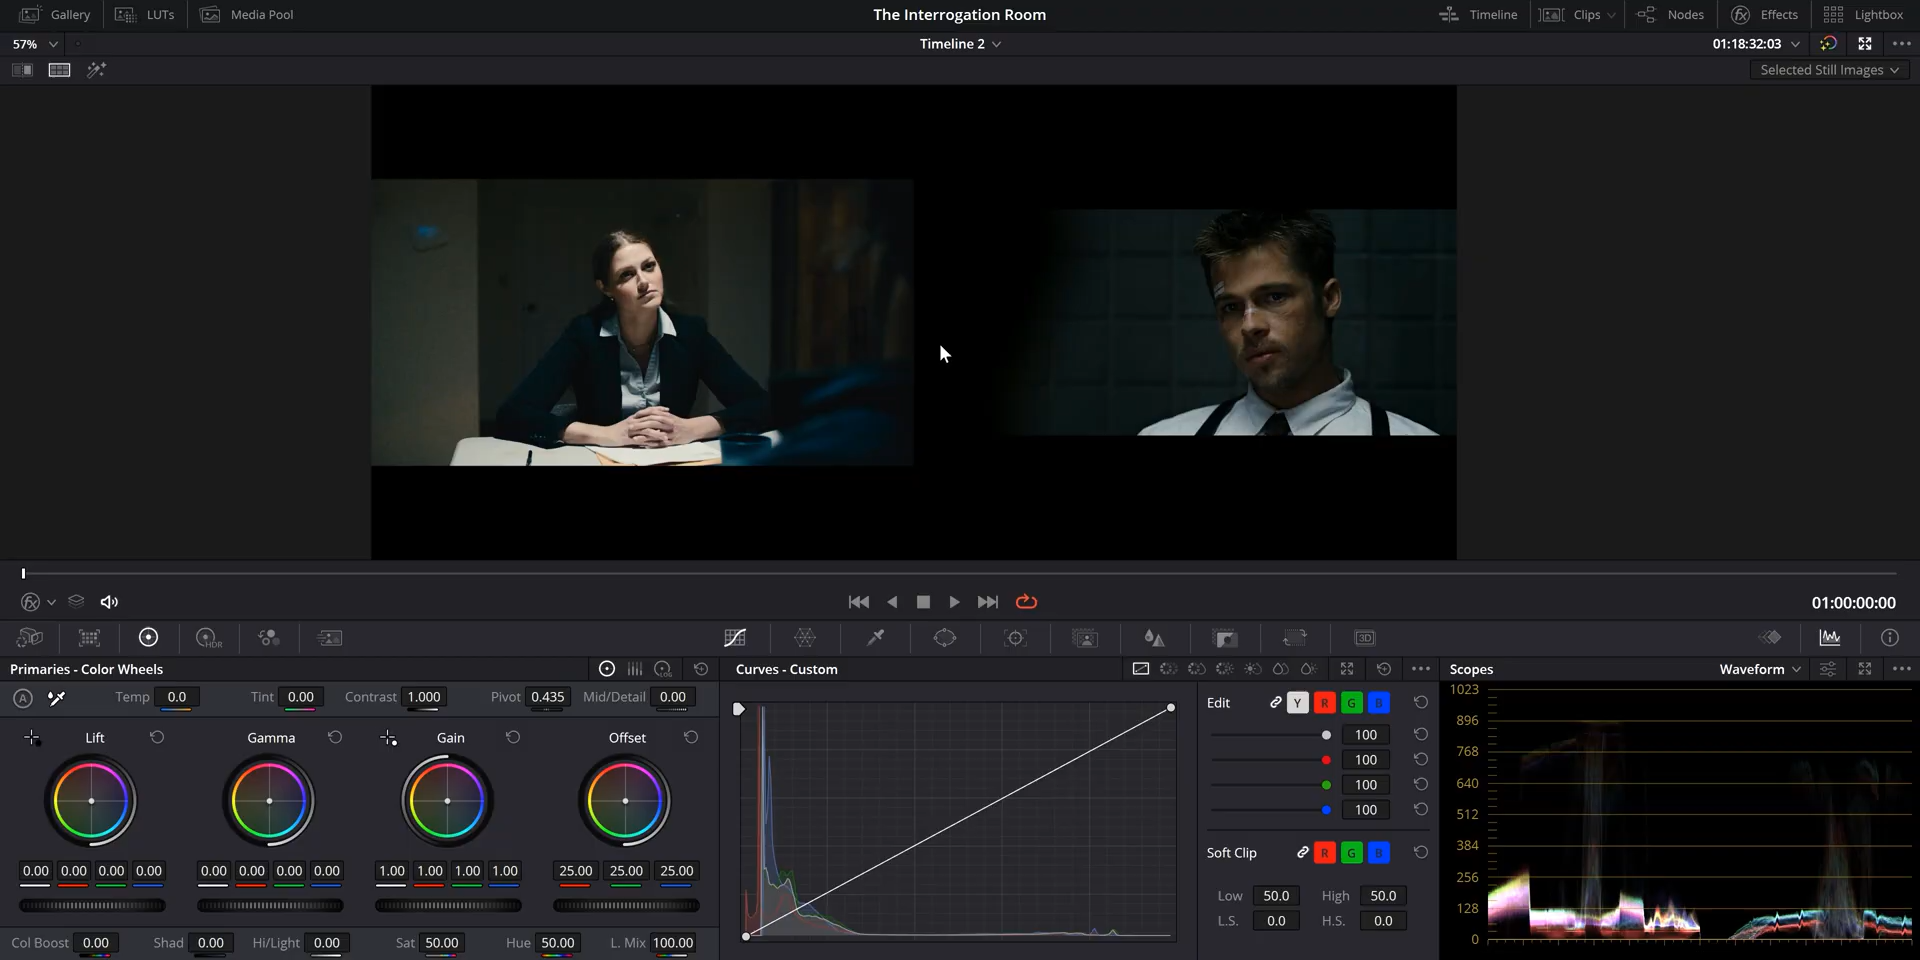 Gallery LUTs Media Pool The Interrogation Room Timeline Clips Nodes Effects Lightbox
57% Timeline 2 01:18:32:03
Selected Still Images
01:00:00:00
HDR 3D
Primaries - Color Wheels LOG Curves - Custom Scopes Waveform
A Temp 0.0 Tint 0.00 Contrast 1.000 Pivot 0.435 Mid/Detail 0.00
Edit Y R G B
Lift Gamma Gain Offset
100
100
100
100
0.00 0.00 0.00 0.00 0.00 0.00 0.00 0.00 1.00 1.00 1.00 1.00 25.00 25.00 25.00
Soft Clip R G B
Low 50.0 High 50.0
L.S. 0.0 H.S. 0.0
Col Boost 0.00 Shad 0.00 Hi/Light 0.00 Sat 50.00 Hue 50.00 L. Mix 100.00
1023
896
768
640
512
384
256
128
0